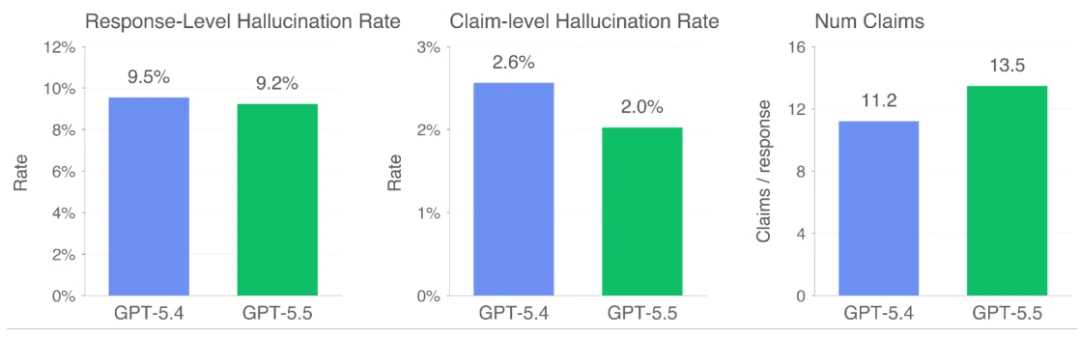 Response-Level Hallucination Rate
12%
10%
8%
6%
4%
2%
0%
Rate
9.5%
9.2%
GPT-5.4
GPT-5.5
Claim-level Hallucination Rate
3%
2%
1%
0%
Rate
2.6%
2.0%
GPT-5.4
GPT-5.5
Num Claims
16
12
8
4
0
Claims / response
11.2
13.5
GPT-5.4
GPT-5.5